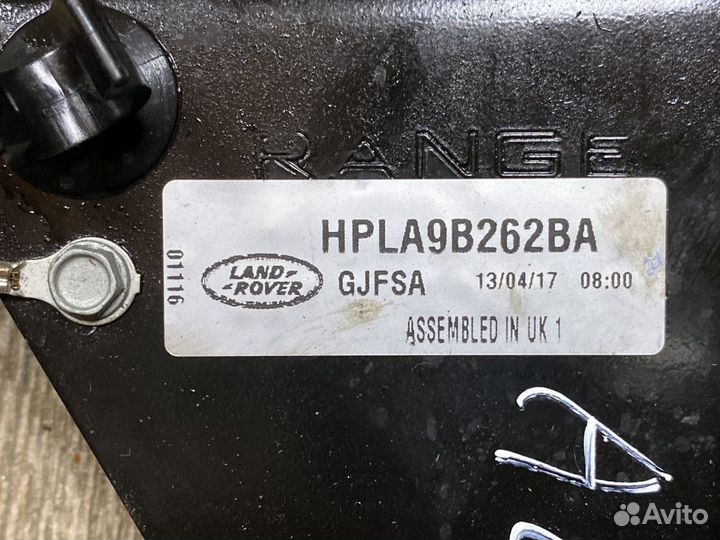 RANGE
HPLA9B262BA
01116
LAND
ROVER
GJFSA 13/04/17 08:00
ASSEMBLED IN UK 1
A
Avito